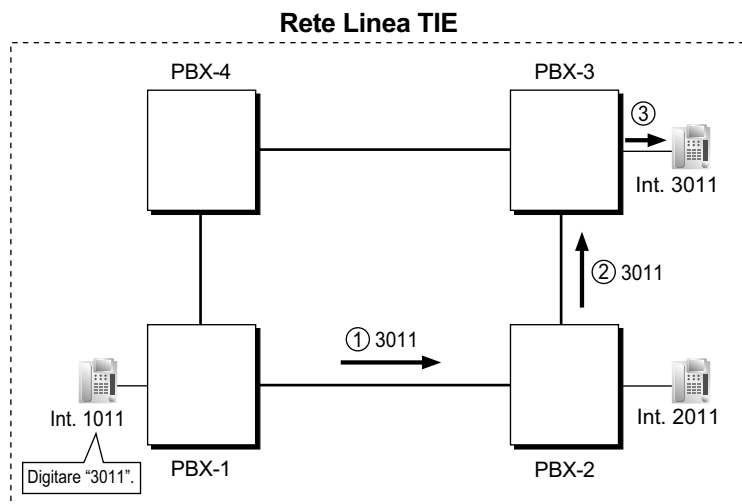 Rete Linea TIE
PBX-4
PBX-3
③
Int. 3011
② 3011
① 3011
Int. 1011
Int. 2011
Digitare “3011”.
PBX-1
PBX-2